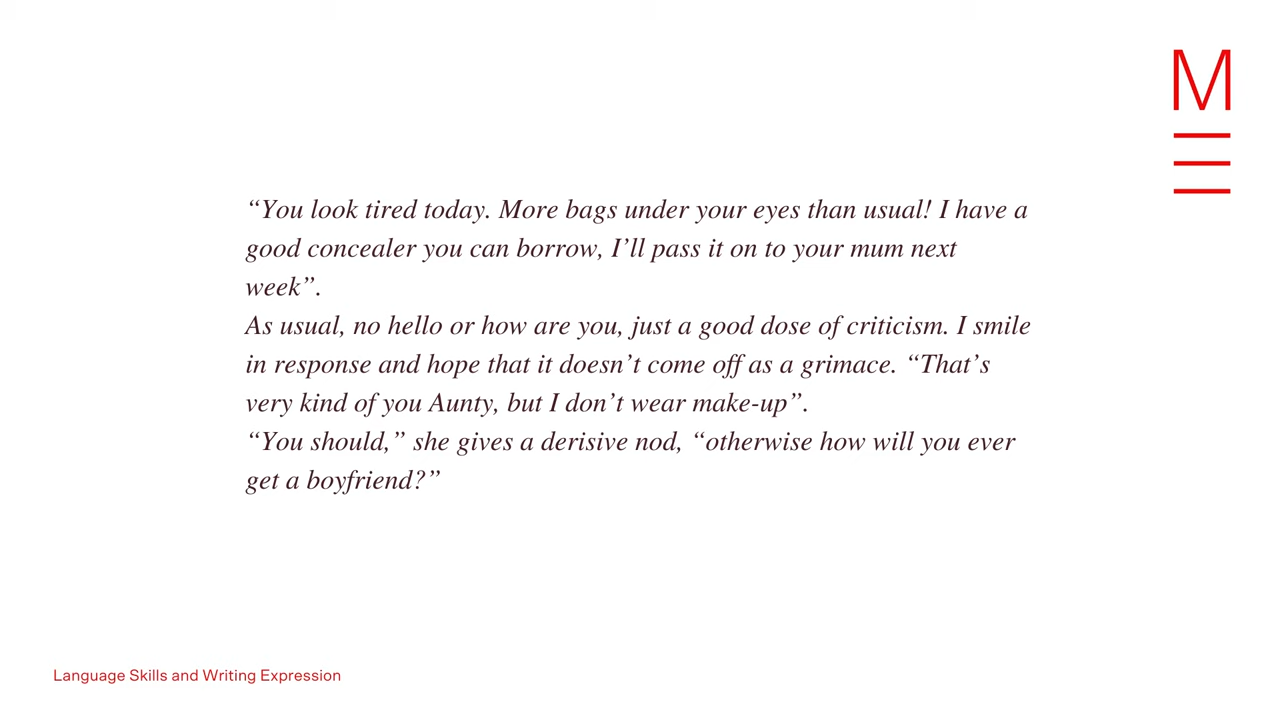 M
“You look tired today. More bags under your eyes than usual! I have a
good concealer you can borrow, I’ll pass it on to your mum next
week”.
As usual, no hello or how are you, just a good dose of criticism. I smile
in response and hope that it doesn’t come off as a grimace. “That’s
very kind of you Aunty, but I don’t wear make-up”.
“You should,” she gives a derisive nod, “otherwise how will you ever
get a boyfriend?”
Language Skills and Writing Expression